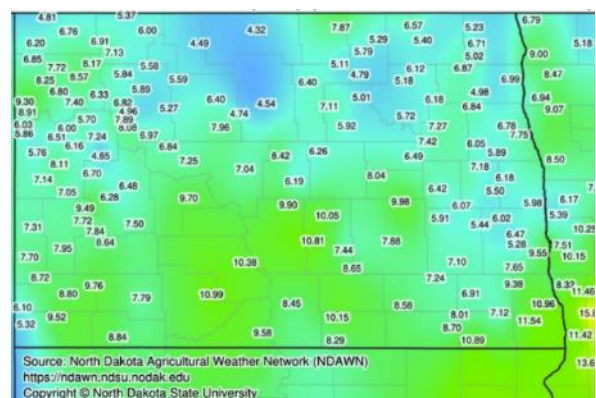 4.81 5.37 4.32 7.87 6.57 5.23 6.79
6.76 6.00 4.49 5.29 5.40 6.71 5.18
6.20 6.91 5.79 5.02 9.00
6.85 7.13 5.58 5.11 6.12 6.87
7.72 8.17 5.84 4.79 5.18 8.47
8.25 8.57 5.59 6.40 6.99
6.80 6.33 5.89 5.01 4.98 6.94
9.30 7.40 6.82 6.40 4.54 7.11 6.18 6.84 9.07
8.91 4.96 5.27 4.74 5.72
6.03 5.70 7.89 7.96 5.92 7.27 6.78
5.86 6.00 8.08 6.97 7.75
6.51 7.24 7.42 6.05
5.76 6.16 6.84 6.26 5.89
4.65 7.25 8.42 6.49 8.50
8.11 7.04 7.18
7.14 6.70 6.19 8.04 6.18
7.05 6.48 6.42 5.50
6.28 9.70 9.90 9.98 6.07 5.98 6.17
9.49 10.05 5.91 6.02 5.39
7.31 7.72 7.50 5.44
7.84 6.47 10.25
7.95 8.64 10.81 7.88 5.28 7.51
7.70 10.38 7.44 7.10 9.55 10.15
8.65 7.65
8.72 9.76 7.24 9.38 8.32
8.80 7.79 10.99 6.91 11.46
6.10 8.45 8.58 10.96
9.52 10.15 8.01 7.12
5.32 8.70 11.54
8.84 9.58 8.29 10.89 11.42
Source: North Dakota Agricultural Weather Network (NDAWN)
https://ndawn.ndsu.nodak.edu
Copyright © North Dakota State University